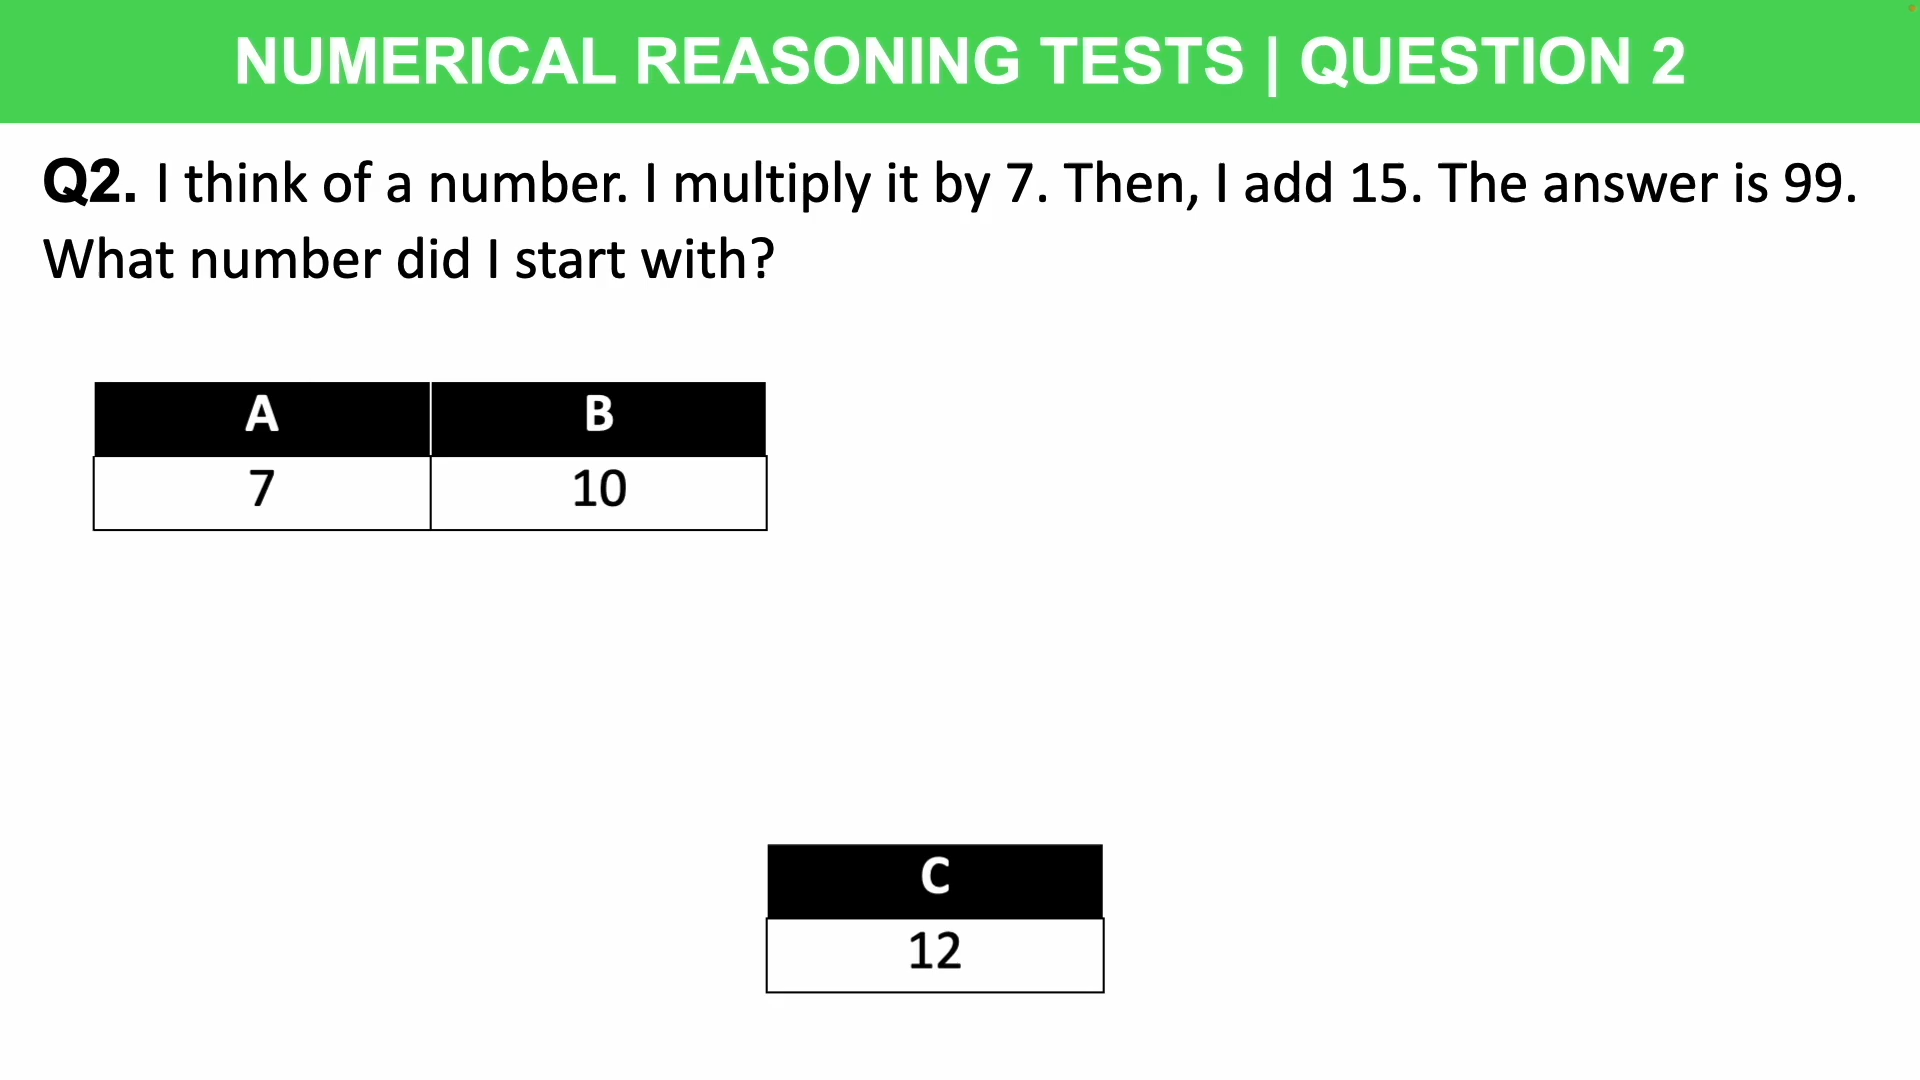 NUMERICAL REASONING TESTS | QUESTION 2
Q2. I think of a number. I multiply it by 7. Then, I add 15. The answer is 99.
What number did I start with?
A B
7 10
C
12